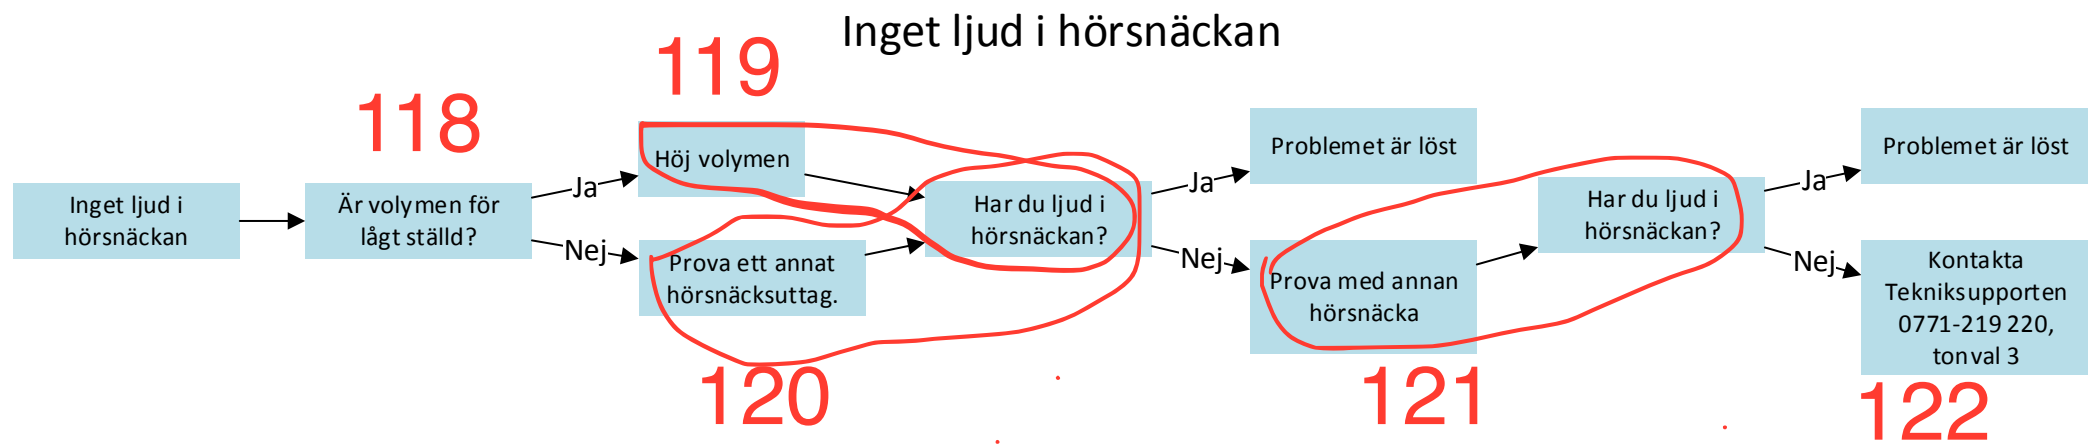 Inget ljud i hörsnäckan
119
118
Inget ljud i
hörsnäckan
Är volymen för
lågt ställd?
Ja
Nej
Höj volymen
Prova ett annat
hörsnäcksuttag.
120
Har du ljud i
hörsnäckan?
Ja
Nej
Problemet är löst
Prova med annan
hörsnäcka
121
Har du ljud i
hörsnäckan?
Ja
Nej
Problemet är löst
Kontakta
Tekniksupporten
0771-219 220,
tonval 3
122